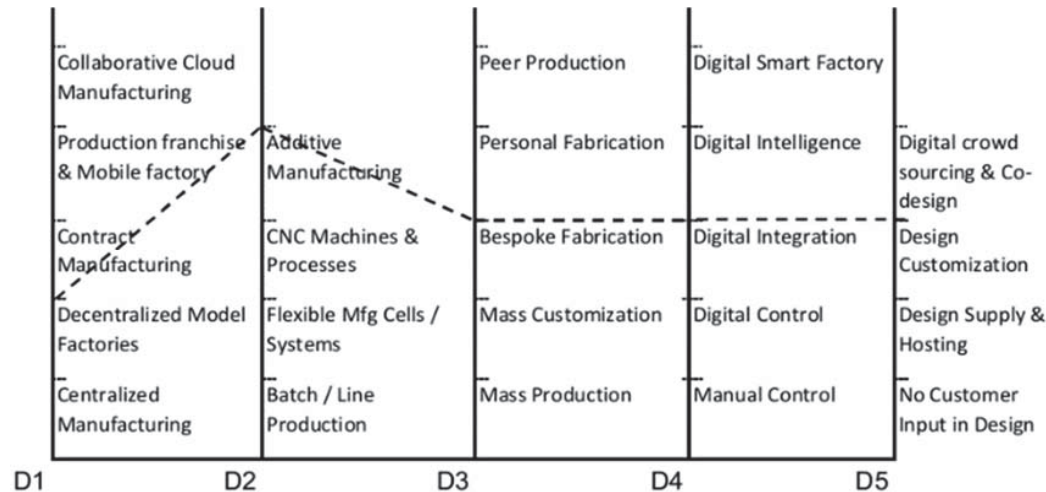 Collaborative Cloud
Manufacturing
Production franchise
& Mobile factory
Contract
Manufacturing
Decentralized Model
Factories
Centralized
Manufacturing
Additive
Manufacturing
CNC Machines &
Processes
Flexible Mfg Cells /
Systems
Batch / Line
Production
Peer Production
Personal Fabrication
Bespoke Fabrication
Mass Customization
Mass Production
Digital Smart Factory
Digital Intelligence
Digital Integration
Digital Control
Manual Control
Digital crowd
sourcing & Co-
design
Design
Customization
Design Supply &
Hosting
No Customer
Input in Design
D1
D2
D3
D4
D5